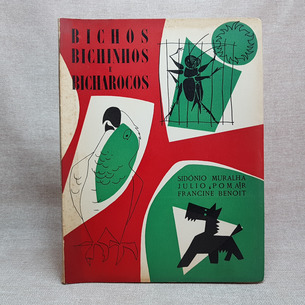 BICHOS
BICHINHOS
E
BICHAROCOS
SIDÓNIO MURALHA
JULIO POMAR
FRANCINE BENOIT